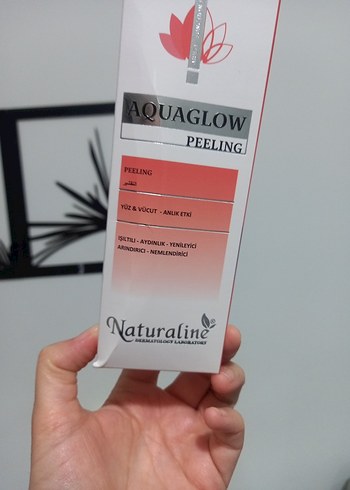 AQUAGLOW
PEELING
PEELING
التقشير
YÜZ & VÜCUT - ANLIK ETKİ
IŞILTILI - AYDINLIK - YENİLEYİCİ
ARINDIRICI - NEMLENDİRİCİ
Naturaline®
DERMATOLOGY LABORATORY